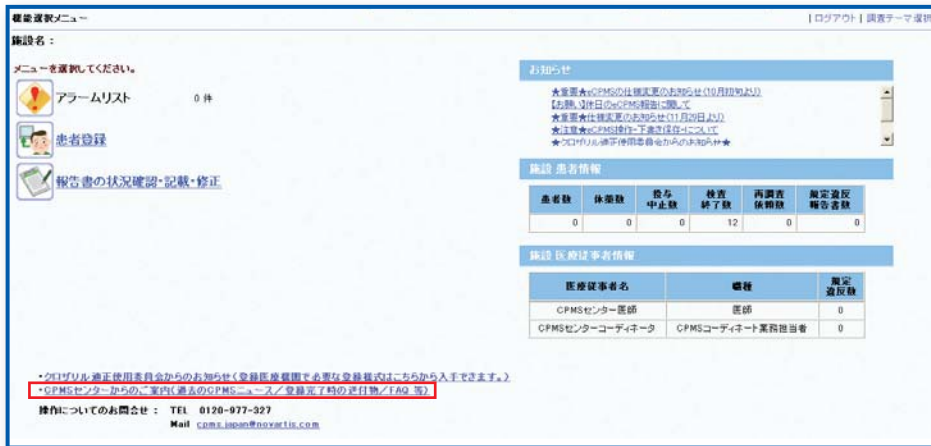 機能選択メニュー
| ログアウト | 調査テーマ選択
施設名：
メニューを選択してください。
アラームリスト 0 件
患者登録
報告書の状況確認・記載・修正
お知らせ
★重要★eCPMSの仕様変更のお知らせ(10月初旬より)
【お願い】休日のeCPMS報告に関して
★重要★仕様変更のお知らせ(11月29日より)
★注意★eCPMS操作・下書き保存・について
★クロザリル適正使用委員会からのお知らせ★
施設 患者情報
患者数 休薬数 投与中止数 検査終了数 再調査依頼数 規定違反報告書数
0 0 0 12 0 0
施設 医療従事者情報
医療従事者名 職種 規定違反数
CPMSセンター医師 医師 0
CPMSセンターコーディネータ CPMSコーディネート業務担当者 0
・クロザリル適正使用委員会からのお知らせ(登録医療機関で必要な登録様式はこちらから入手できます。)
・CPMSセンターからのご案内(過去のCPMSニュース/登録完了時の送付物/FAQ 等)
操作についてのお問合せ： TEL 0120-977-327
Mail cpms.japan@novartis.com